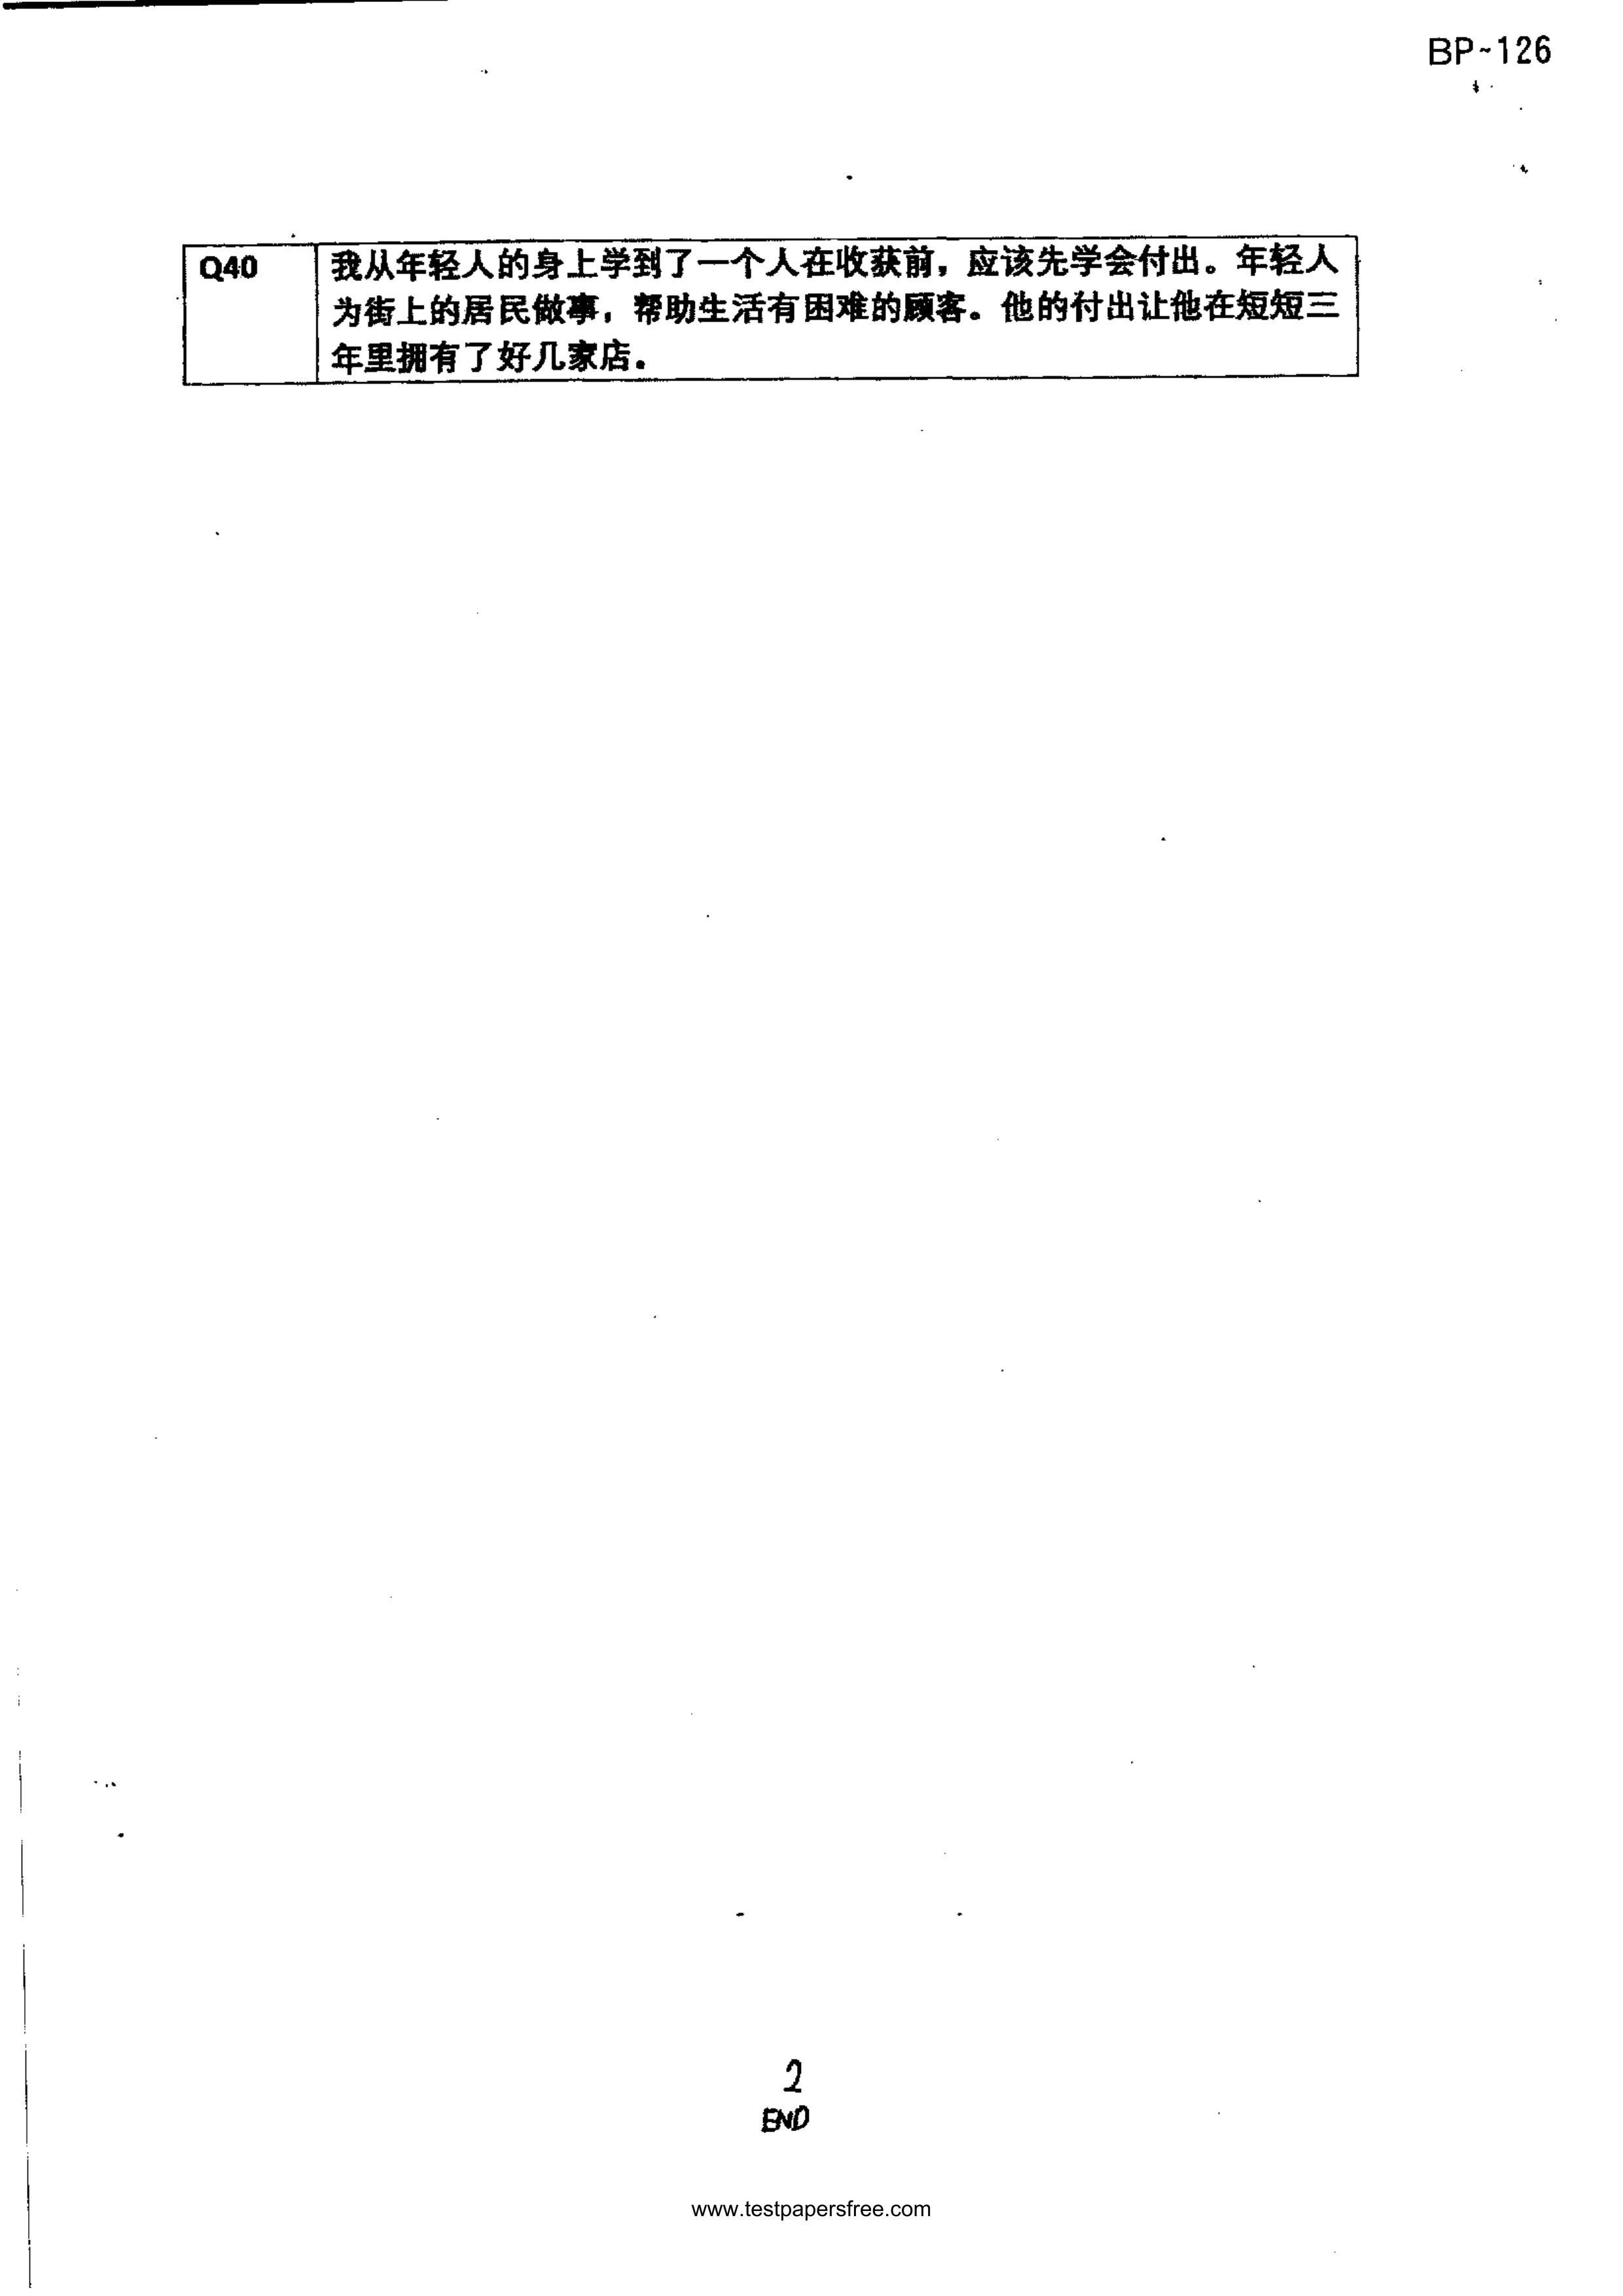 BP~126
Q40 我从年轻人的身上学到了一个人在收获前，应该先学会付出。年轻人
为街上的居民做事，帮助生活有困难的顾客。他的付出让他在短短三
年里拥有了好几家店。
2
END
www.testpapersfree.com